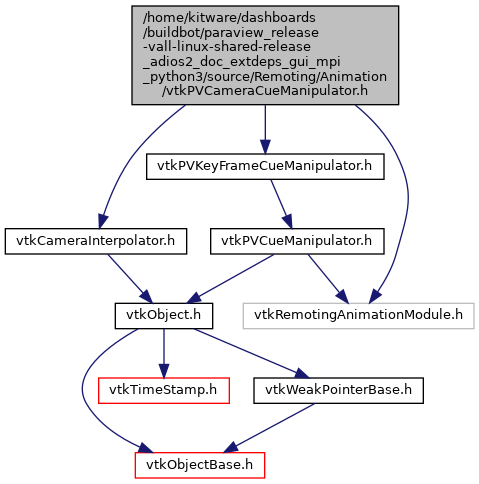 /home/kitware/dashboards
/buildbot/paraview_release
-vall-linux-shared-release
_adios2_doc_extdeps_gui_mpi
_python3/source/Remoting/Animation
/vtkPVCameraCueManipulator.h
vtkPVKeyFrameCueManipulator.h
vtkCameraInterpolator.h
vtkPVCueManipulator.h
vtkObject.h
vtkRemotingAnimationModule.h
vtkTimeStamp.h
vtkWeakPointerBase.h
vtkObjectBase.h